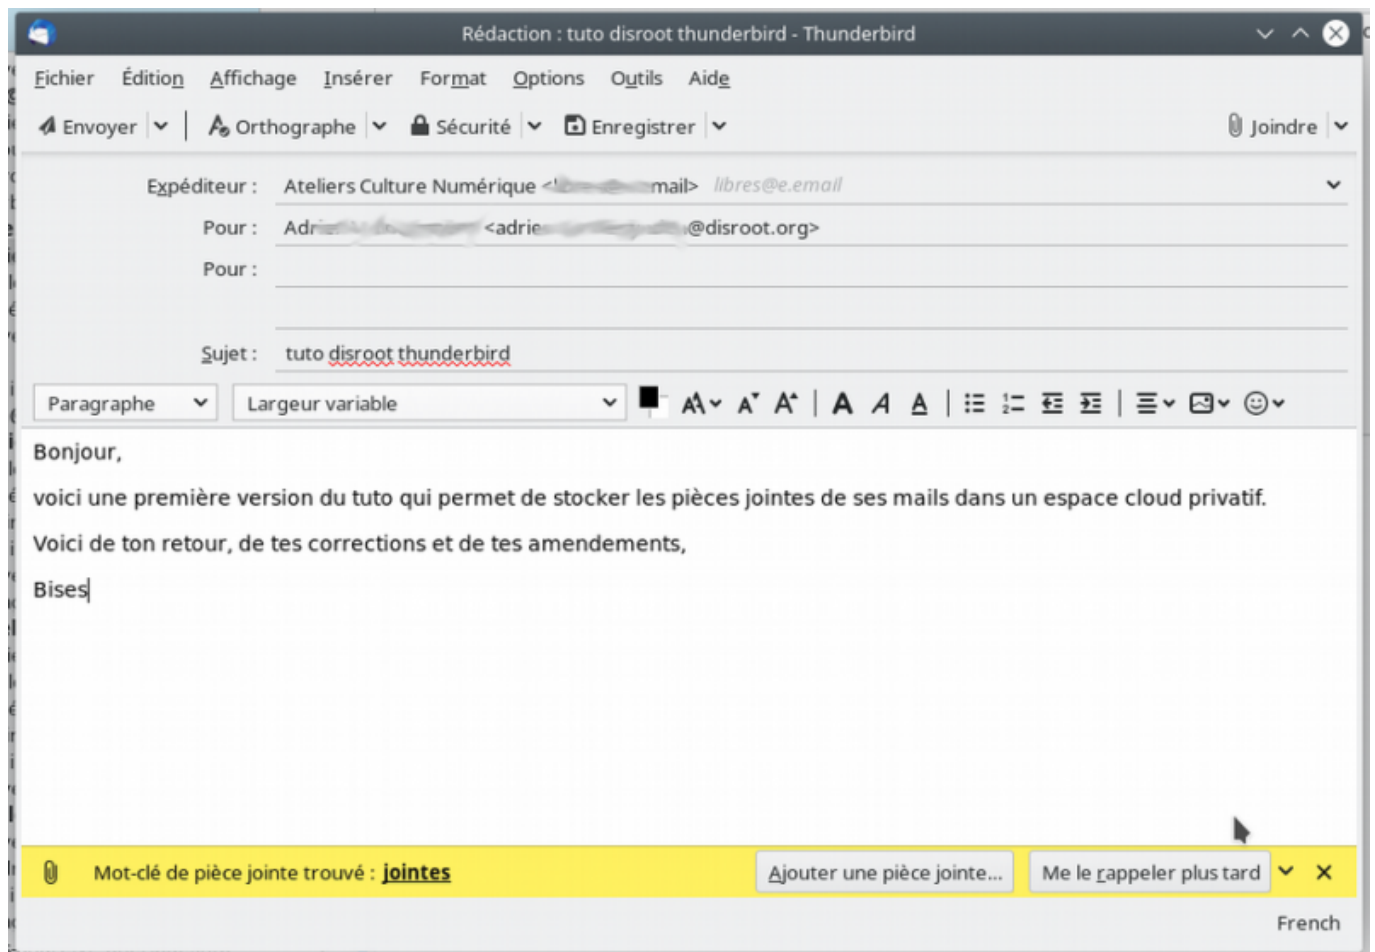 Rédaction : tuto disroot thunderbird - Thunderbird
Fichier Édition Affichage Insérer Format Options Outils Aide
Envoyer Orthographe Sécurité Enregistrer Joindre
Expéditeur : Ateliers Culture Numérique < mail> libres@e.email
Pour : <adrie @disroot.org>
Pour :
Sujet : tuto disroot thunderbird
Paragraphe Largeur variable
Bonjour,
voici une première version du tuto qui permet de stocker les pièces jointes de ses mails dans un espace cloud privatif.
Voici de ton retour, de tes corrections et de tes amendements,
Bises
Mot-clé de pièce jointe trouvé : jointes Ajouter une pièce jointe... Me le rappeler plus tard
French